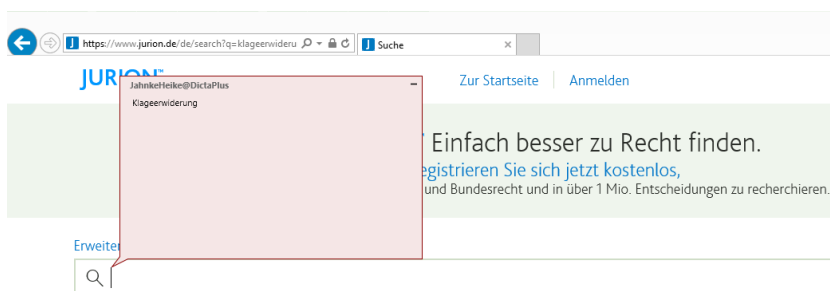 https://www.jurion.de/de/search?q=klageerwideru
J Suche
JURION™
Zur Startseite
Anmelden
JahnkeHeike@DictaPlus
Klageerwiderung
Einfach besser zu Recht finden.
egistrieren Sie sich jetzt kostenlos,
und Bundesrecht und in über 1 Mio. Entscheidungen zu recherchieren.
Erweiter